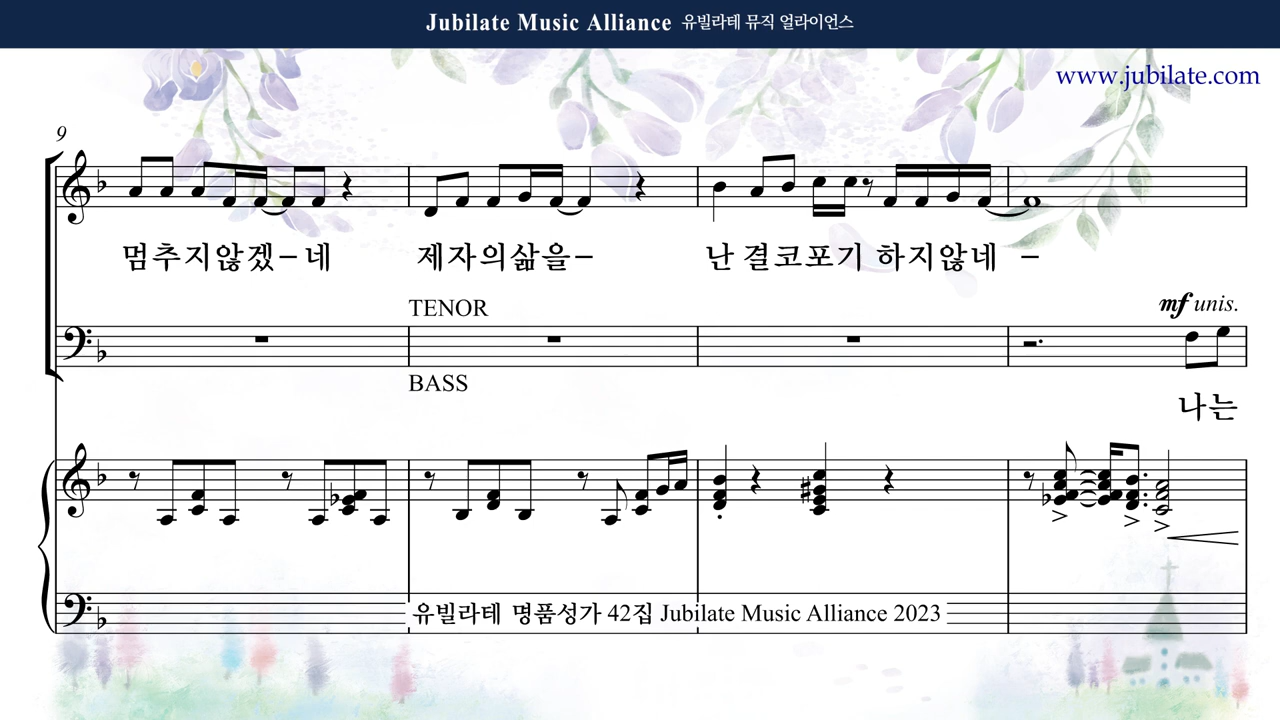 Jubilate Music Alliance 유빌라테 뮤직 얼라이언스
www.jubilate.com
9
멈추지않겠-네 제자의삶을- 난 결코포기 하지않네 -
TENOR
mf unis.
BASS
나는
유빌라테 명품성가 42집 Jubilate Music Alliance 2023